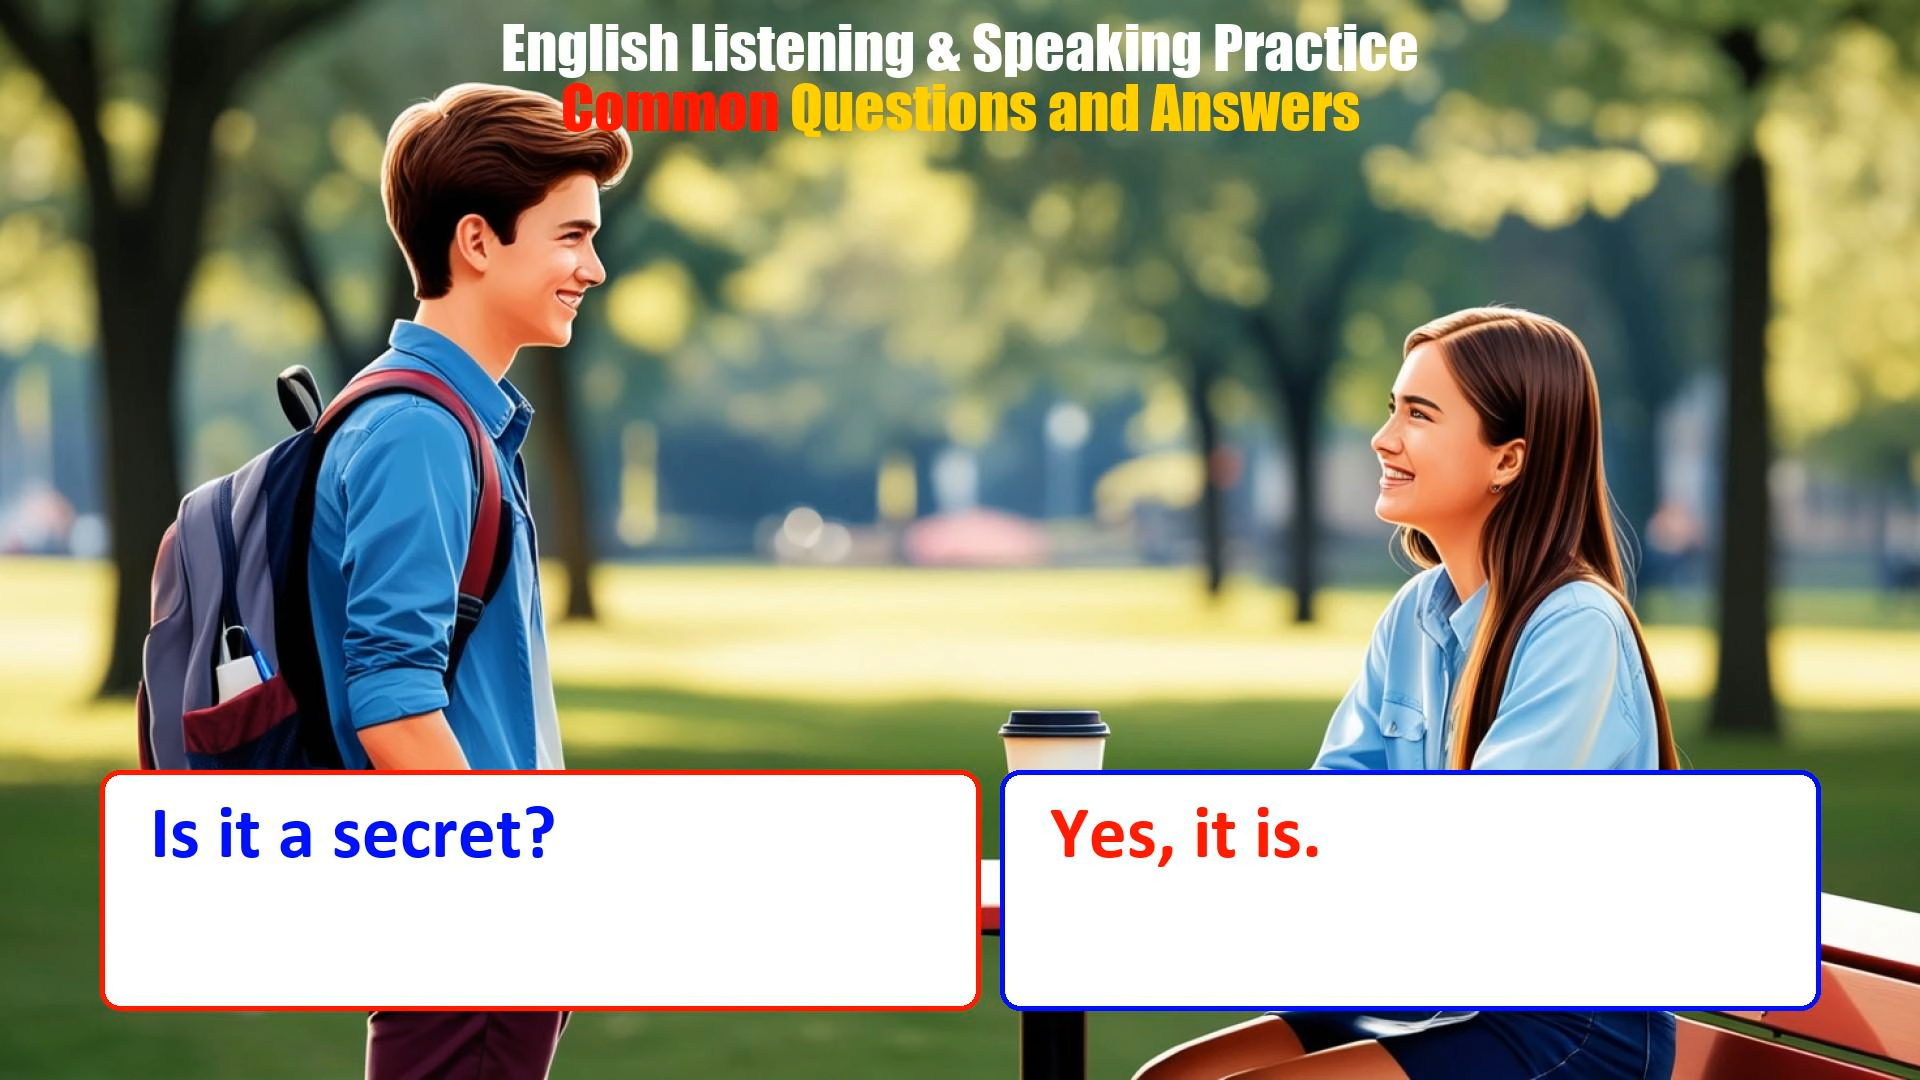 English Listening & Speaking Practice
Common Questions and Answers
Is it a secret?
Yes, it is.